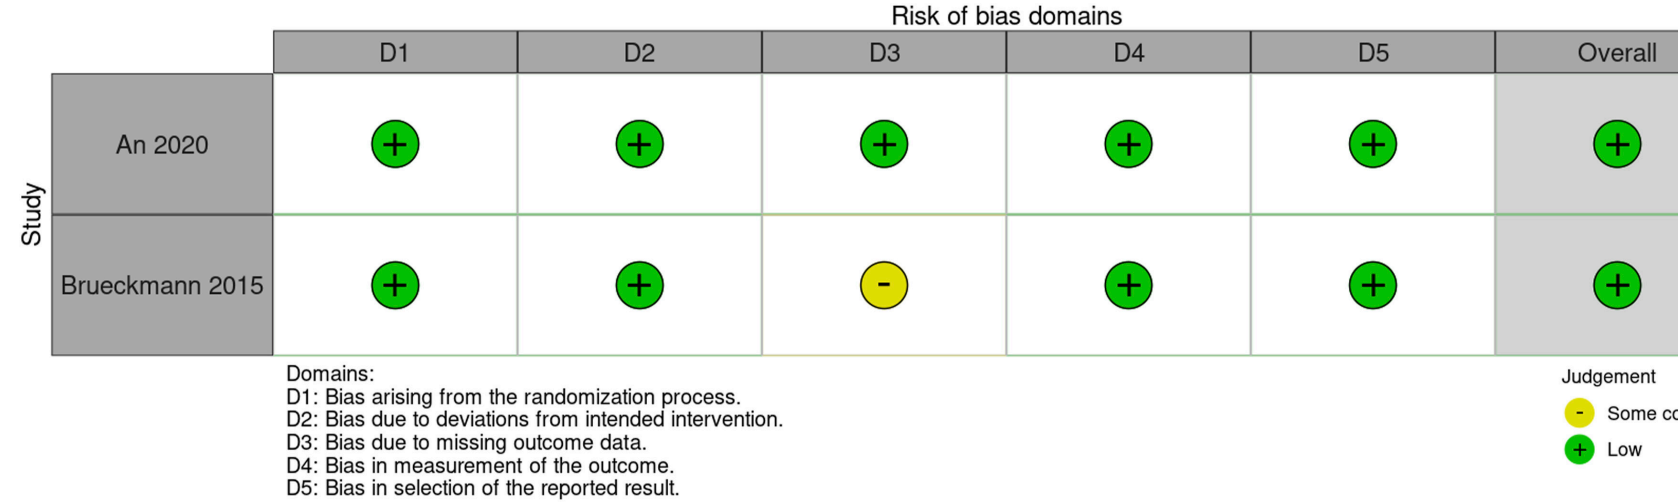 Risk of bias domains
D1 D2 D3 D4 D5 Overall
Study
An 2020 + + + + + +
Brueckmann 2015 + + - + + +
Domains:
D1: Bias arising from the randomization process.
D2: Bias due to deviations from intended intervention.
D3: Bias due to missing outcome data.
D4: Bias in measurement of the outcome.
D5: Bias in selection of the reported result.
Judgement
- Some
+ Low